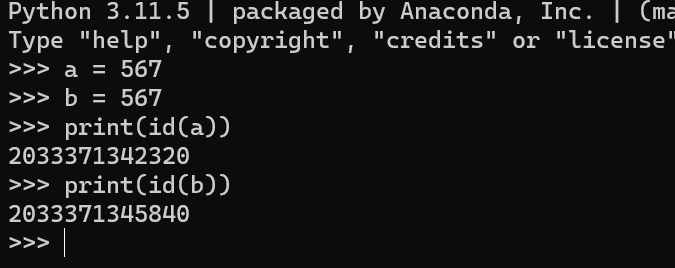 Python 3.11.5 | packaged by Anaconda, Inc. | (ma
Type "help", "copyright", "credits" or "license"
>>> a = 567
>>> b = 567
>>> print(id(a))
2033371342320
>>> print(id(b))
2033371345840
>>>